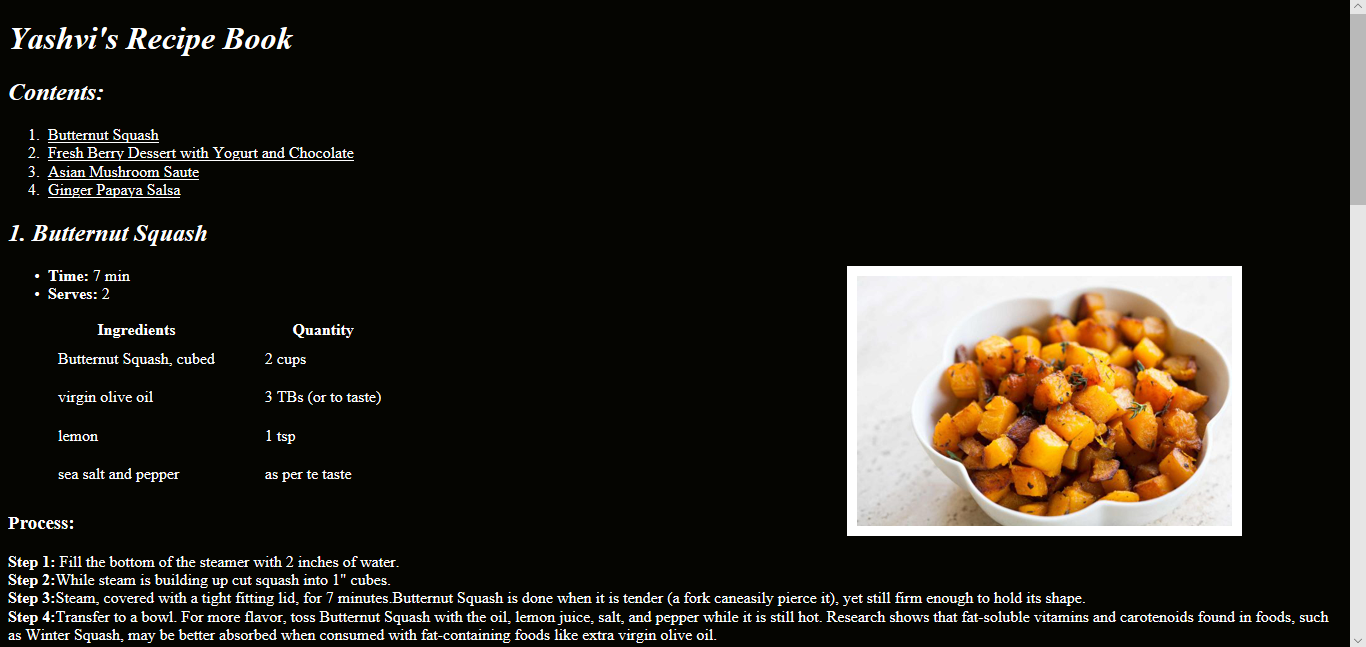 Yashvi's Recipe Book
Contents:
1. Butternut Squash
2. Fresh Berry Dessert with Yogurt and Chocolate
3. Asian Mushroom Saute
4. Ginger Papaya Salsa
1. Butternut Squash
• Time: 7 min
• Serves: 2
Ingredients Quantity
Butternut Squash, cubed 2 cups
virgin olive oil 3 TBs (or to taste)
lemon 1 tsp
sea salt and pepper as per te taste
Process:
Step 1: Fill the bottom of the steamer with 2 inches of water.
Step 2:While steam is building up cut squash into 1" cubes.
Step 3:Steam, covered with a tight fitting lid, for 7 minutes.Butternut Squash is done when it is tender (a fork caneasily pierce it), yet still firm enough to hold its shape.
Step 4:Transfer to a bowl. For more flavor, toss Butternut Squash with the oil, lemon juice, salt, and pepper while it is still hot. Research shows that fat-soluble vitamins and carotenoids found in foods, such
as Winter Squash, may be better absorbed when consumed with fat-containing foods like extra virgin olive oil.